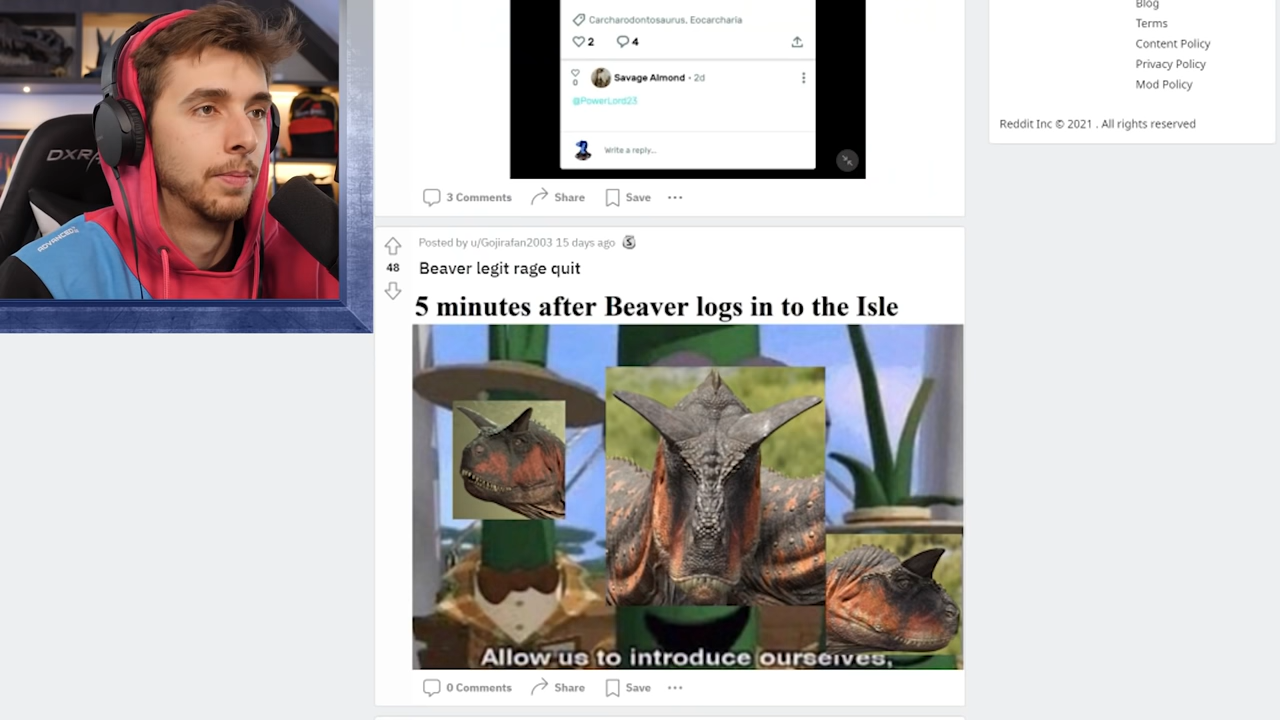 DXRA
ADVANCED
Carcharodontosaurus, Eocarcharia
2
4
0
Savage Almond • 2d
@PowerLord23
Write a reply...
3 Comments
Share
Save
Posted by u/Gojirafan2003 15 days ago
48
Beaver legit rage quit
5 minutes after Beaver logs in to the Isle
Allow us to introduce ourselves,
0 Comments
Share
Save
Blog
Terms
Content Policy
Privacy Policy
Mod Policy
Reddit Inc © 2021 . All rights reserved